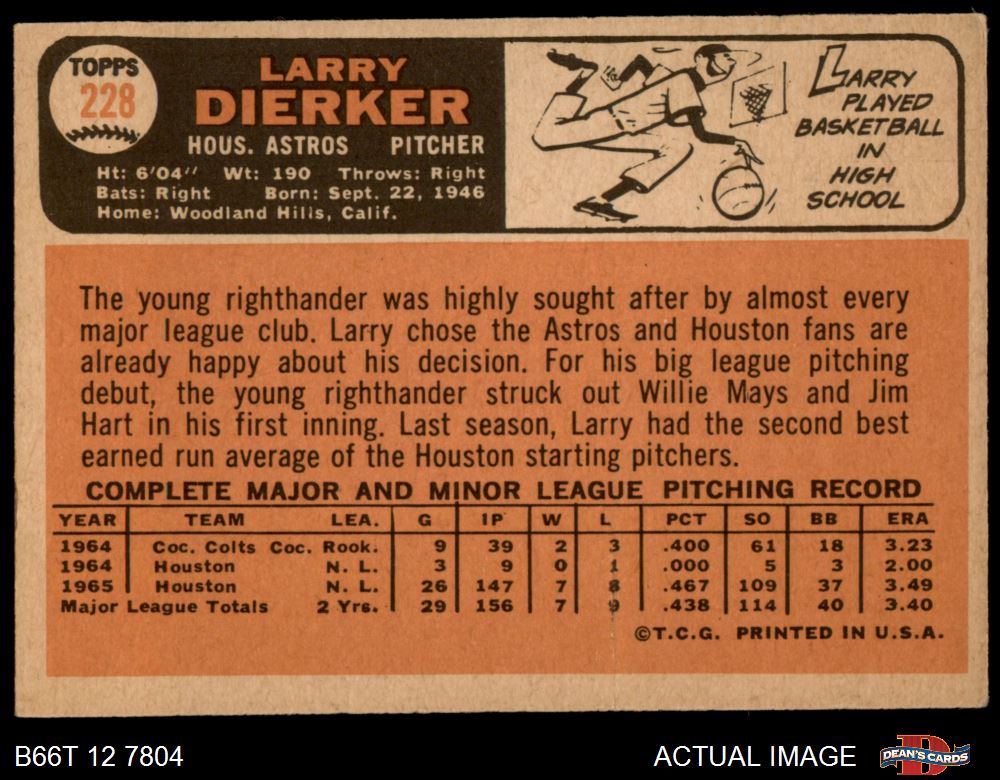 TOPPS
228
LARRY
DIERKER
HOUS. ASTROS PITCHER
Ht: 6'04" Wt: 190 Throws: Right
Bats: Right Born: Sept. 22, 1946
Home: Woodland Hills, Calif.
LARRY
PLAYED
BASKETBALL
IN
HIGH
SCHOOL
The young righthander was highly sought after by almost every
major league club. Larry chose the Astros and Houston fans are
already happy about his decision. For his big league pitching
debut, the young righthander struck out Willie Mays and Jim
Hart in his first inning. Last season, Larry had the second best
earned run average of the Houston starting pitchers.
COMPLETE MAJOR AND MINOR LEAGUE PITCHING RECORD
YEAR TEAM LEA. G IP W L PCT SO BB ERA
1964 Coc. Colts Coc. Rook. 9 39 2 3 .400 61 18 3.23
1964 Houston N. L. 3 9 0 1 .000 5 3 2.00
1965 Houston N. L. 26 147 7 8 .467 109 37 3.49
Major League Totals 2 Yrs. 29 156 7 9 .438 114 40 3.40
©T.C.G. PRINTED IN U.S.A.
B66T 12 7804
ACTUAL IMAGE
DEAN'S CARDS